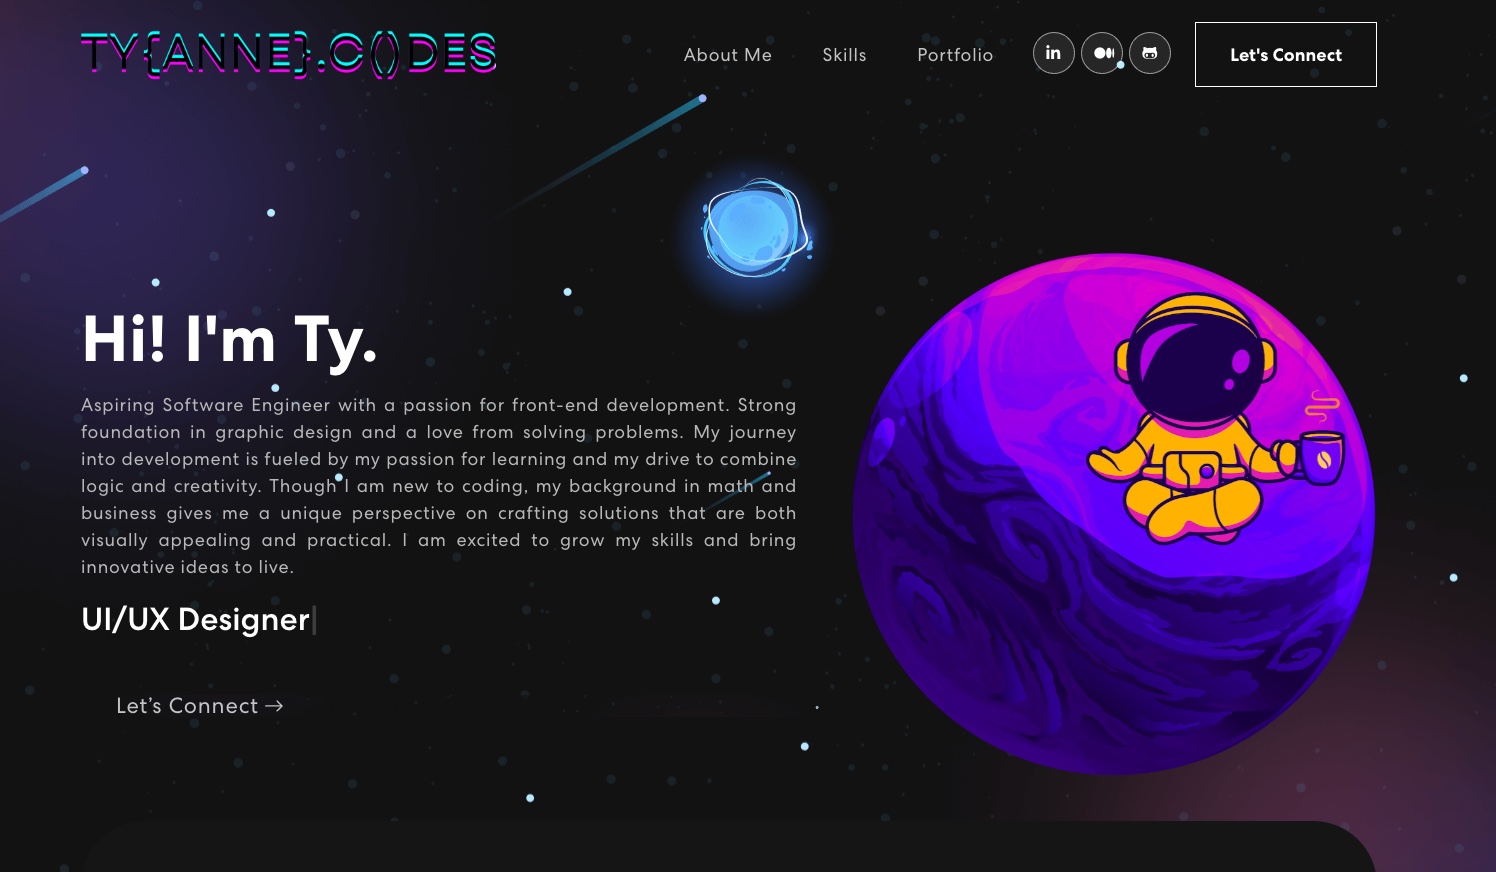 TY{ANNE}.C()DES
About Me
Skills
Portfolio
in
Let's Connect
Hi! I'm Ty.
Aspiring Software Engineer with a passion for front-end development. Strong
foundation in graphic design and a love from solving problems. My journey
into development is fueled by my passion for learning and my drive to combine
logic and creativity. Though I am new to coding, my background in math and
business gives me a unique perspective on crafting solutions that are both
visually appealing and practical. I am excited to grow my skills and bring
innovative ideas to live.
UI/UX Designer|
Let’s Connect →